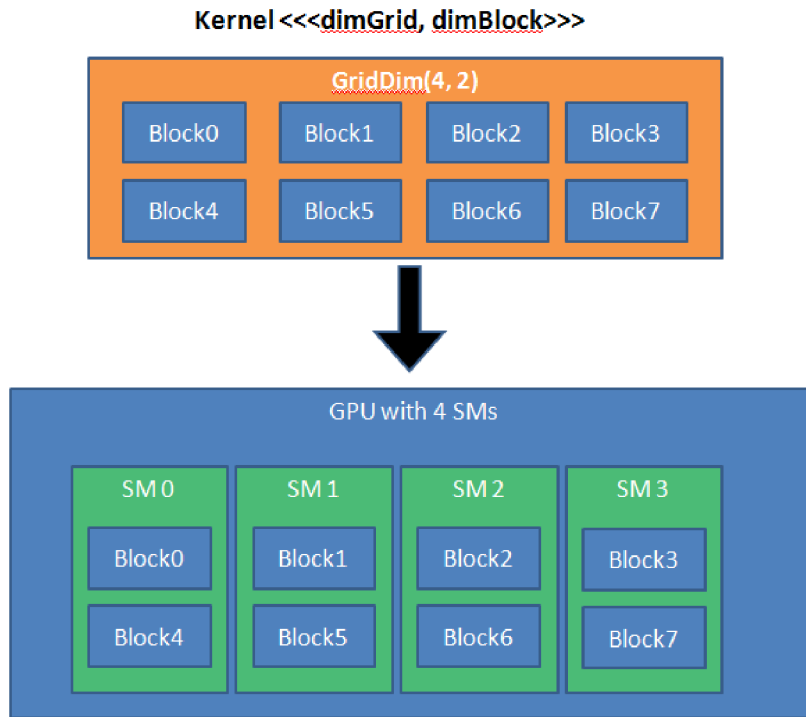 Kernel <<<dimGrid, dimBlock>>>
GridDim(4, 2)
Block0 Block1 Block2 Block3
Block4 Block5 Block6 Block7
GPU with 4 SMs
SM 0 SM 1 SM 2 SM 3
Block0 Block1 Block2 Block3
Block4 Block5 Block6 Block7